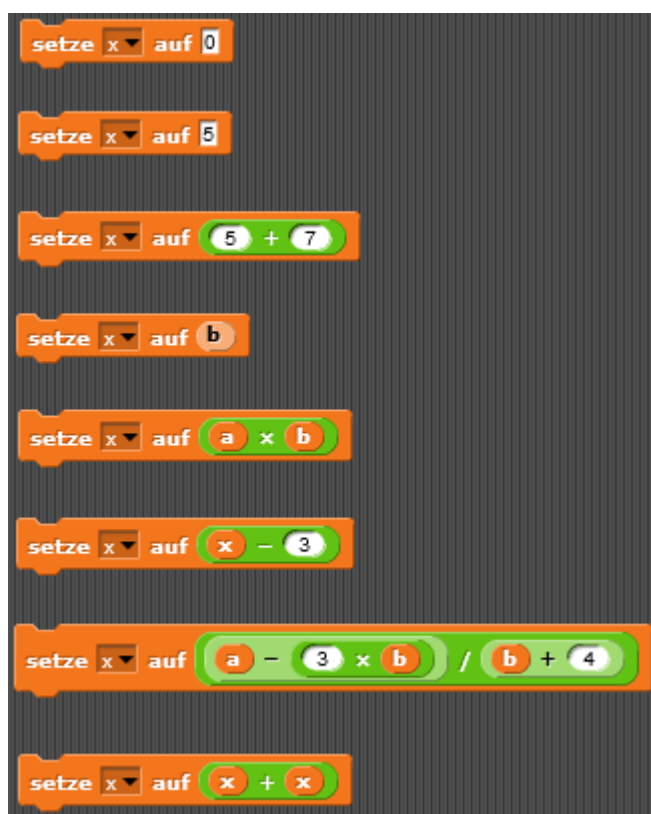 setze x auf 0
setze x auf 5
setze x auf 5 + 7
setze x auf b
setze x auf a × b
setze x auf x - 3
setze x auf a - 3 × b / b + 4
setze x auf x + x